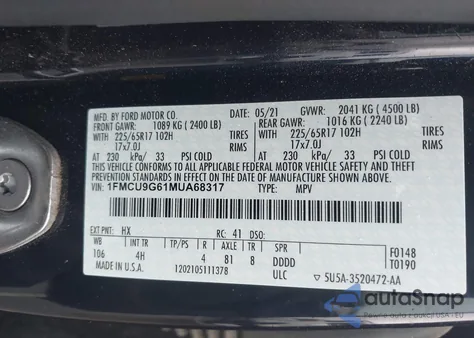 MFD. BY FORD MOTOR CO. 05/21 GVWR: 2041 KG (4500 LB)
FRONT GAWR: 1089 KG (2400 LB) REAR GAWR: 1016 KG (2240 LB)
225/65R17 102H TIRES 225/65R17 102H TIRES
17x7.0J RIMS 17x7.0J RIMS
AT 230 kPa/ 33 PSI COLD AT 230 kPa/ 33 PSI COLD
THIS VEHICLE CONFORMS TO ALL APPLICABLE FEDERAL MOTOR VEHICLE SAFETY AND THEFT
PREVENTION STANDARDS IN EFFECT ON THE DATE OF MANUFACTURE SHOWN ABOVE.
VIN: 1FMCU9G61MUA68317 TYPE: MPV
EXT PNT: HX RC: 41 DSO:
WB INT TR TP/PS R AXLE TR SPR F0148
106 4H 4 81 8 DDDD T0190
MADE IN U.S.A. 1202105111378 ULC 5U5A-3520472-AA
autoSnap